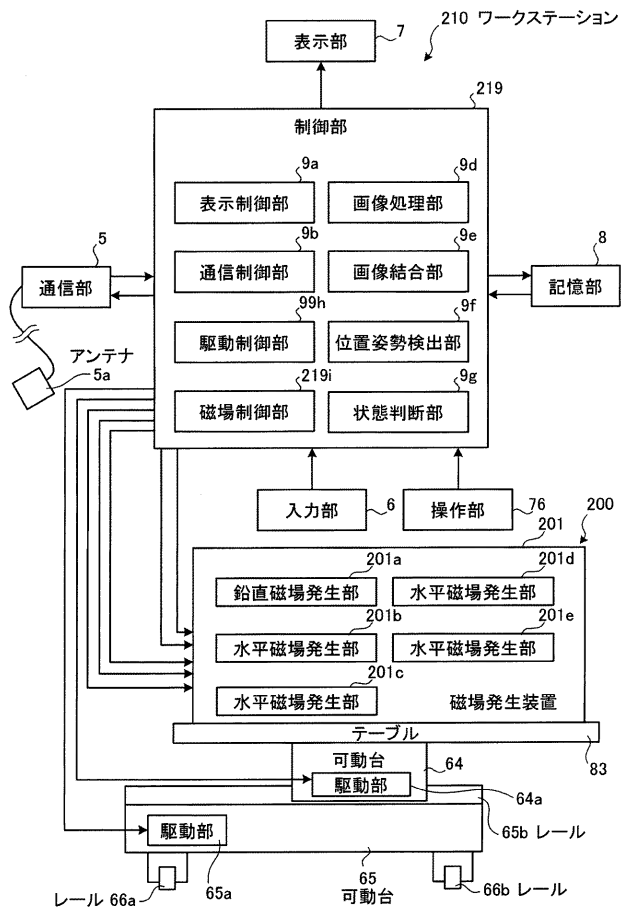 表示部
7
210 ワークステーション
219
制御部
9a
表示制御部
9d
画像処理部
5
通信部
9b
通信制御部
9e
画像結合部
8
記憶部
99h
駆動制御部
9f
位置姿勢検出部
アンテナ
5a
219i
磁場制御部
9g
状態判断部
入力部
6
操作部
76
201
200
201a
鉛直磁場発生部
201d
水平磁場発生部
201b
水平磁場発生部
201e
水平磁場発生部
201c
水平磁場発生部
磁場発生装置
テーブル
83
可動台
64
駆動部
64a
65b レール
駆動部
65a
65
可動台
レール 66a
66b レール